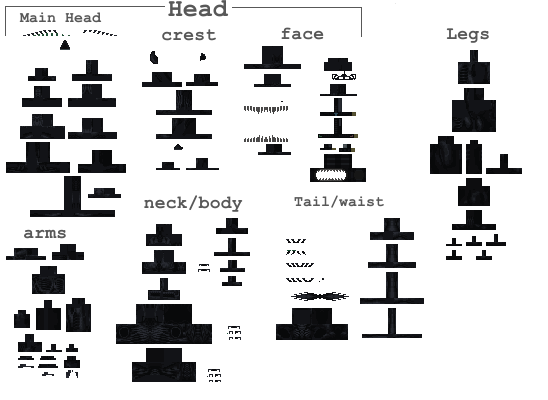 Head
Main Head
crest
face
Legs
neck/body
Tail/waist
arms